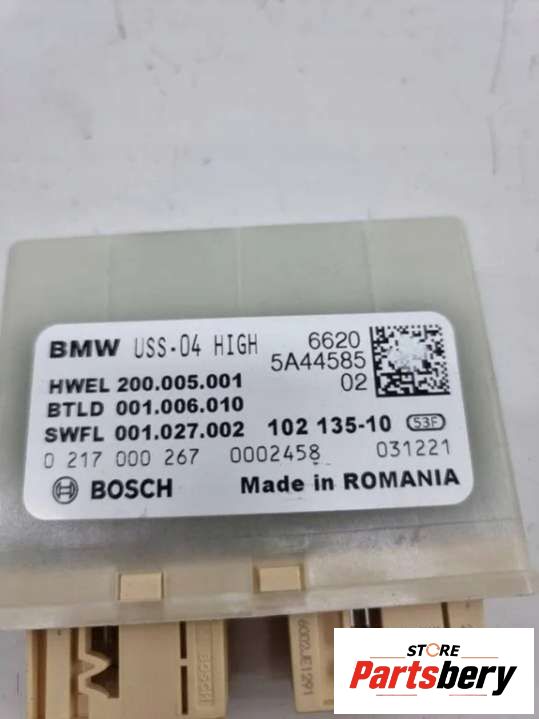 BMW USS-04 HIGH 6620
5A44585
HWEL 200.005.001 02
BTLD 001.006.010
SWFL 001.027.002 102 135-10 53F
0 217 000 267 0002458 031221
BOSCH Made in ROMANIA
BOSCH
STORE
Partsbery